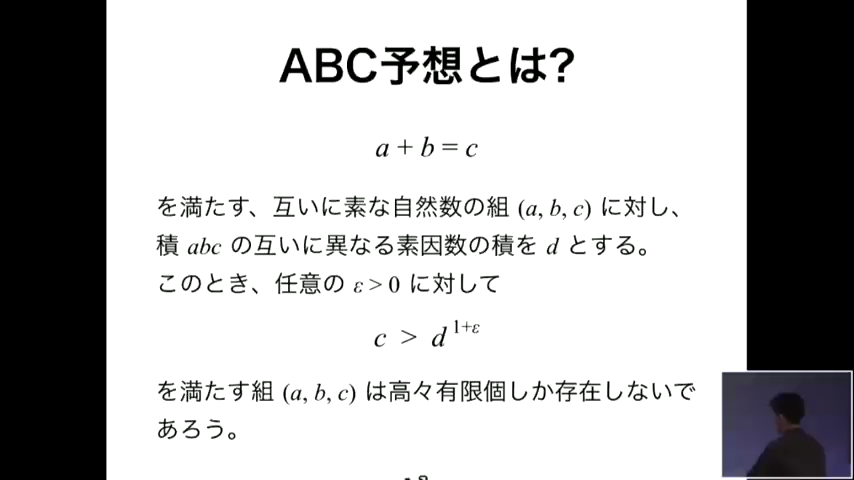 ABC予想とは?
a + b = c
を満たす、互いに素な自然数の組 (a, b, c) に対し、
積 abc の互いに異なる素因数の積を d とする。
このとき、任意の ε > 0 に対して
c > d^{1+ε}
を満たす組 (a, b, c) は高々有限個しか存在しないで
あろう。